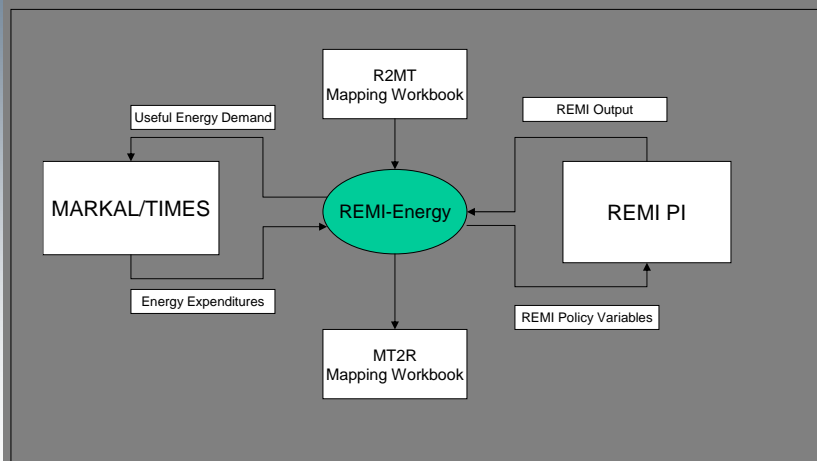 R2MT
Mapping Workbook
Useful Energy Demand
REMI Output
MARKAL/TIMES
REMI-Energy
REMI PI
Energy Expenditures
REMI Policy Variables
MT2R
Mapping Workbook